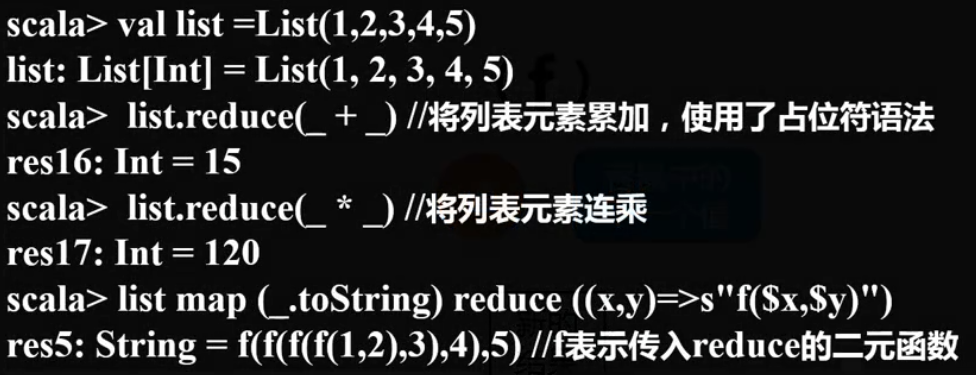 scala> val list =List(1,2,3,4,5)
list: List[Int] = List(1, 2, 3, 4, 5)
scala> list.reduce(_ + _) //将列表元素累加，使用了占位符语法
res16: Int = 15
scala> list.reduce(_ * _) //将列表元素连乘
res17: Int = 120
scala> list map (_.toString) reduce ((x,y)=>s"f($x,$y)")
res5: String = f(f(f(f(1,2),3),4),5) //f表示传入reduce的二元函数